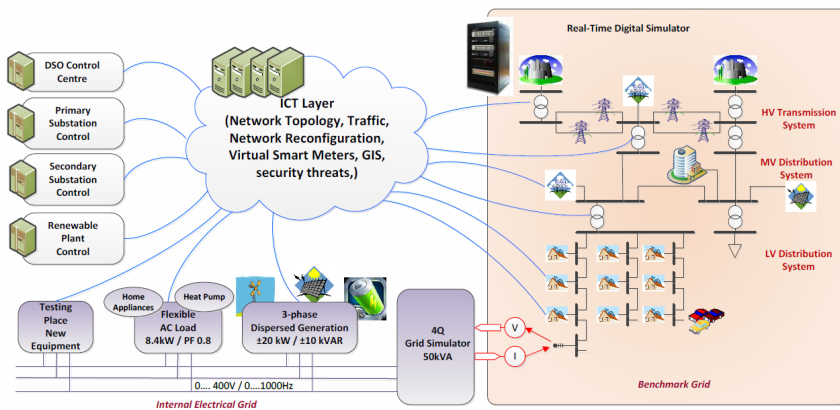 Real-Time Digital Simulator
DSO Control
Centre
Primary
Substation
Control
Secondary
Substation
Control
Renewable
Plant
Control
ICT Layer
(Network Topology, Traffic,
Network Reconfiguration,
Virtual Smart Meters, GIS,
security threats,)
HV Transmission
System
MV Distribution
System
LV Distribution
System
Testing
Place
New
Equipment
Home
Appliances
Heat Pump
Flexible
AC Load
8.4kW / PF 0.8
3-phase
Dispersed Generation
±20 kW / ±10 kVAR
4Q
Grid Simulator
50kVA
V
I
0.... 400V / 0....1000Hz
Internal Electrical Grid
Benchmark Grid